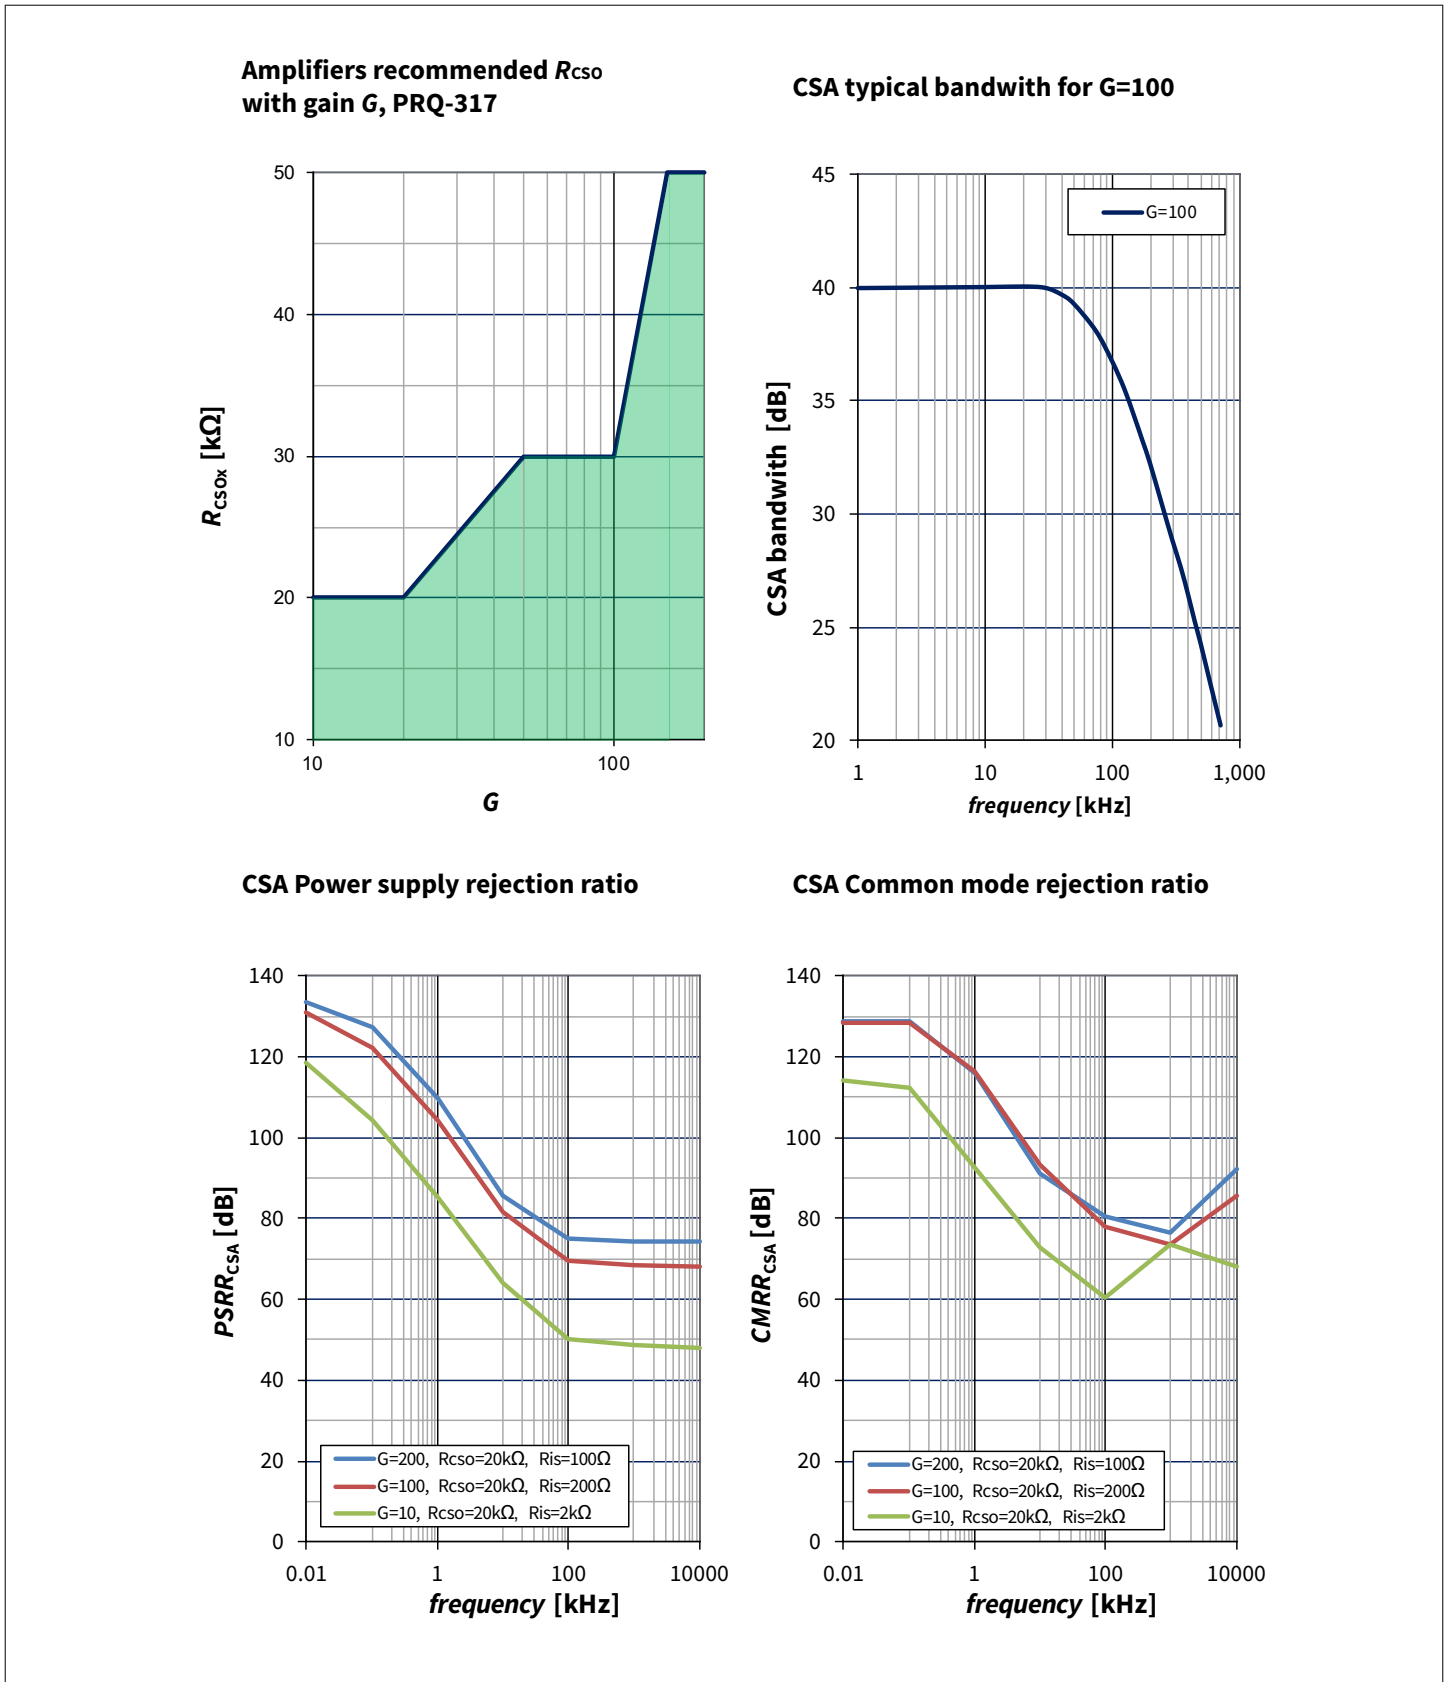 Amplifiers recommended RCSO
with gain G, PRQ-317
50
40
30
20
10
10
100
RCSOx [kΩ]
G
CSA typical bandwith for G=100
G=100
45
40
35
30
25
20
1
10
100
1,000
CSA bandwith [dB]
frequency [kHz]
CSA Power supply rejection ratio
140
120
100
80
60
40
20
0
0.01
1
100
10000
PSRRCSA [dB]
frequency [kHz]
G=200, Rcso=20kΩ, Ris=100Ω
G=100, Rcso=20kΩ, Ris=200Ω
G=10, Rcso=20kΩ, Ris=2kΩ
CSA Common mode rejection ratio
140
120
100
80
60
40
20
0
0.01
1
100
10000
CMRRCSA [dB]
frequency [kHz]
G=200, Rcso=20kΩ, Ris=100Ω
G=100, Rcso=20kΩ, Ris=200Ω
G=10, Rcso=20kΩ, Ris=2kΩ